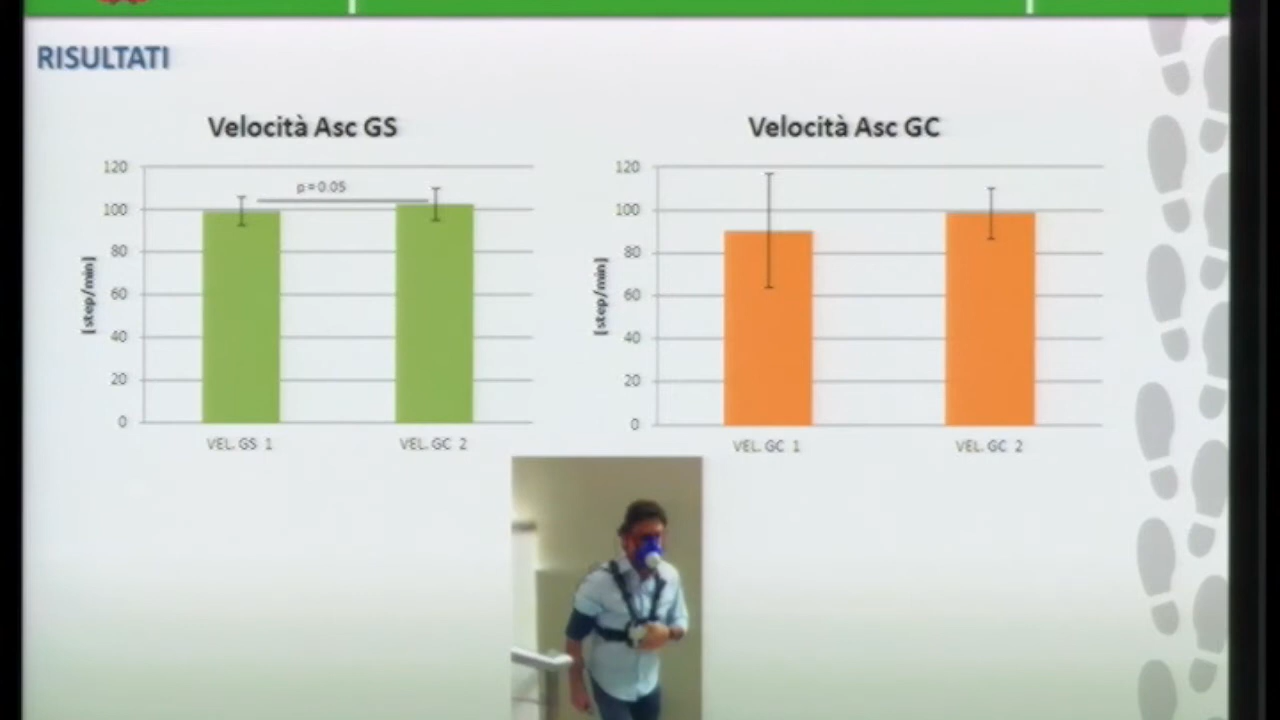 RISULTATI
Velocità Asc GS
120
100
80
60
40
20
0
[step/min]
p=0.05
VEL. GS 1
VEL. GC 2
Velocità Asc GC
120
100
80
60
40
20
0
[step/min]
VEL. GC 1
VEL. GC 2